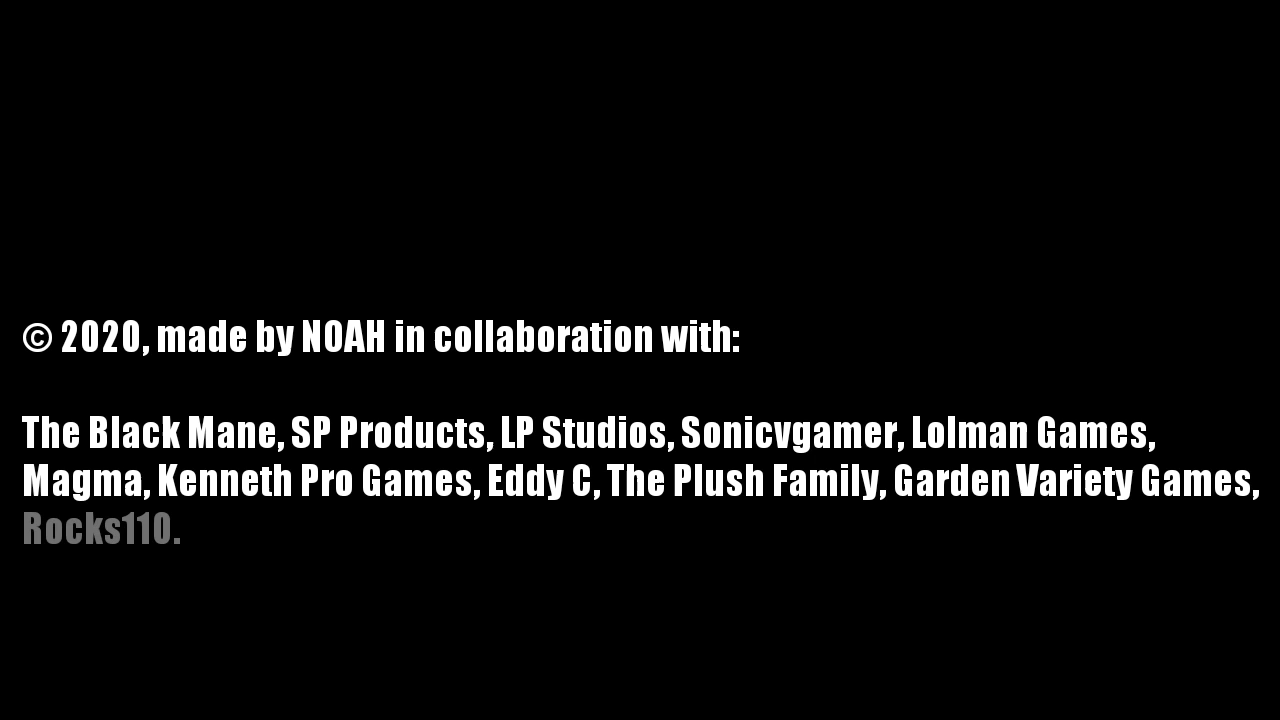 © 2020, made by NOAH in collaboration with:
The Black Mane, SP Products, LP Studios, Sonicvgamer, Lolman Games,
Magma, Kenneth Pro Games, Eddy C, The Plush Family, Garden Variety Games,
Rocks110.